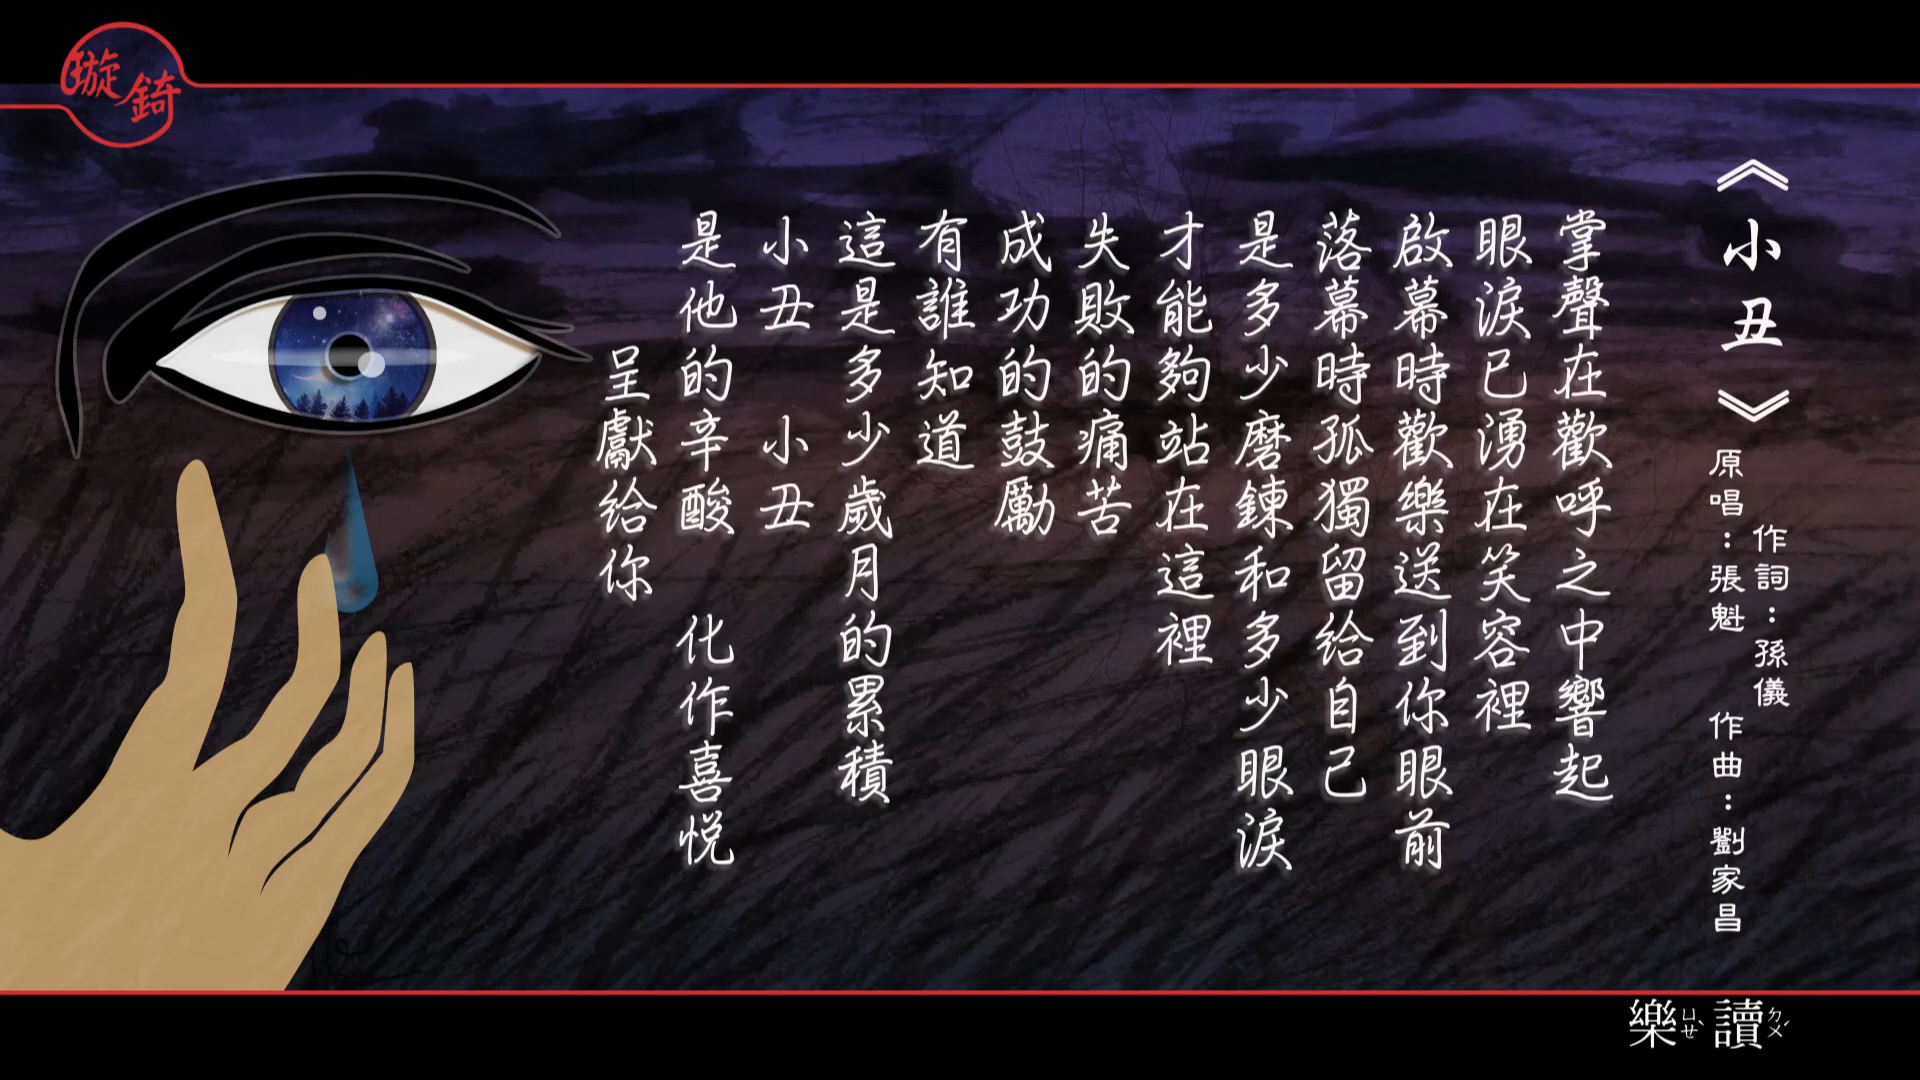 璇錡
《小丑》
作詞:孫儀
原唱:張魁 作曲:劉家昌
掌聲在歡呼之中響起
眼淚已湧在笑容裡
啟幕時歡樂送到你眼前
落幕時孤獨留給自己
是多少磨鍊和多少眼淚
才能夠站在這裡
失敗的痛苦
成功的鼓勵
有誰知道
這是多少歲月的累積
小丑 小丑
是他的辛酸 化作喜悅
呈獻給你
樂ㄩㄝˋ讀ㄉㄨˊ